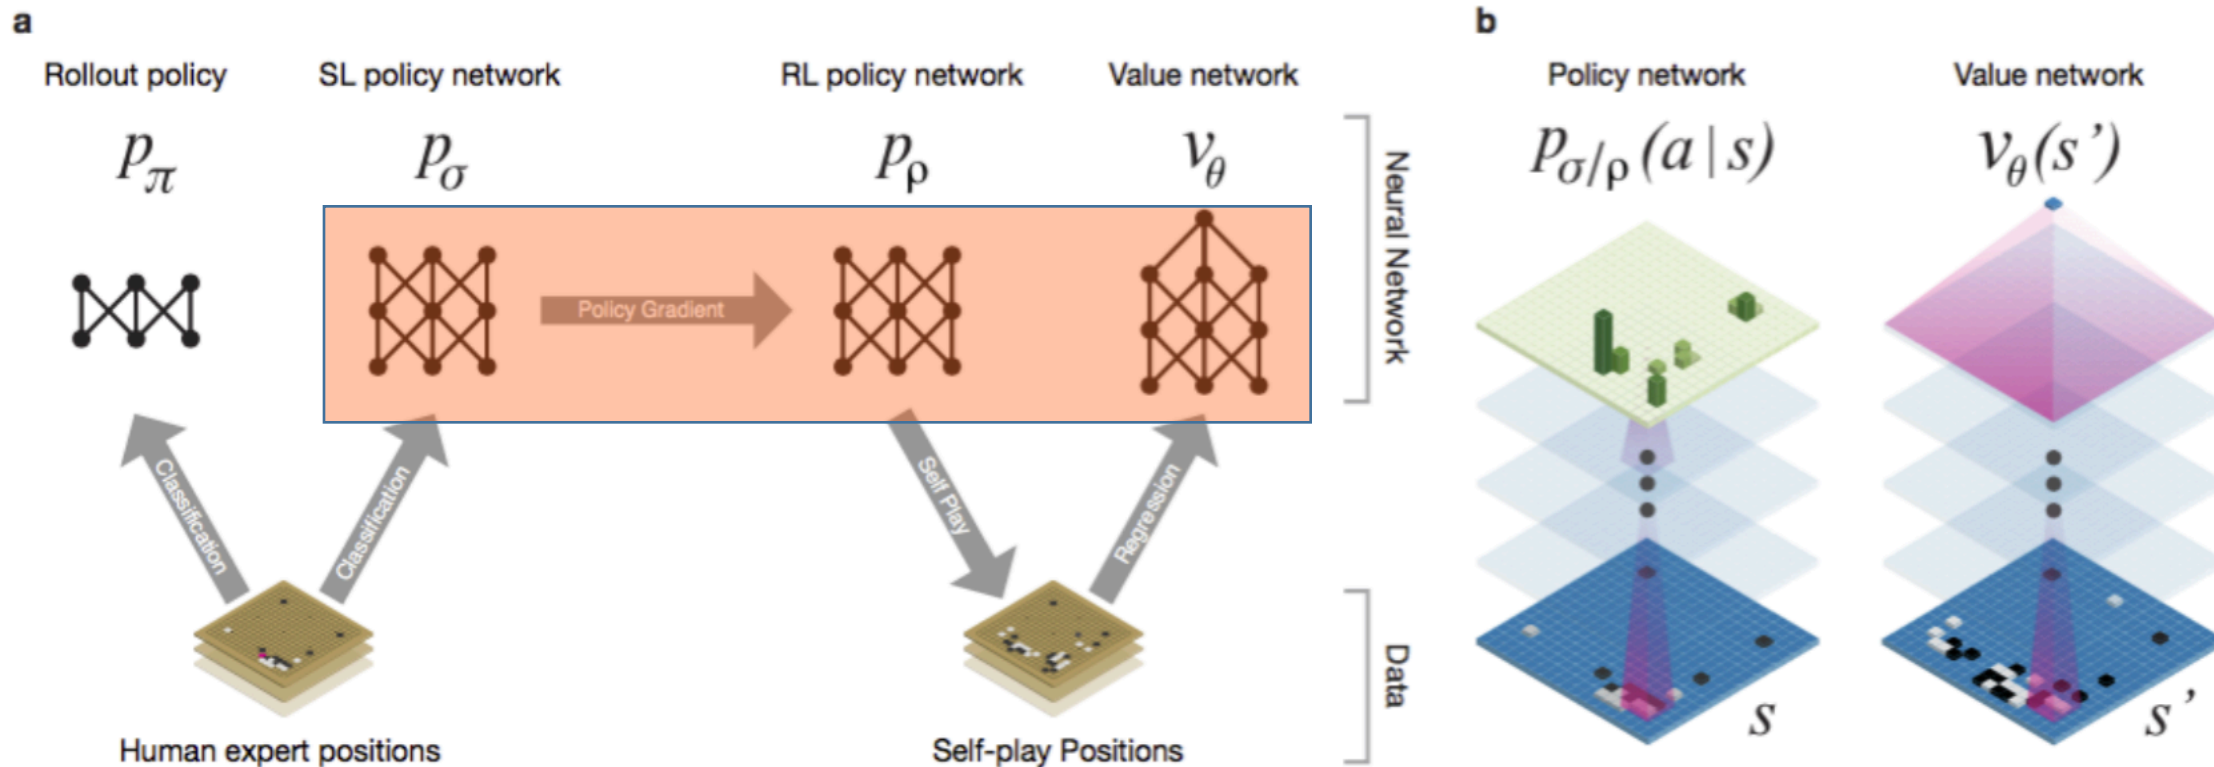 a
Rollout policy
SL policy network
RL policy network
Value network
pπ
pσ
pρ
vθ
Policy Gradient
Neural Network
Classification
Classification
Self Play
Regression
Data
Human expert positions
Self-play Positions
b
Policy network
Value network
pσ/ρ (a|s)
vθ(s’)
s
s’